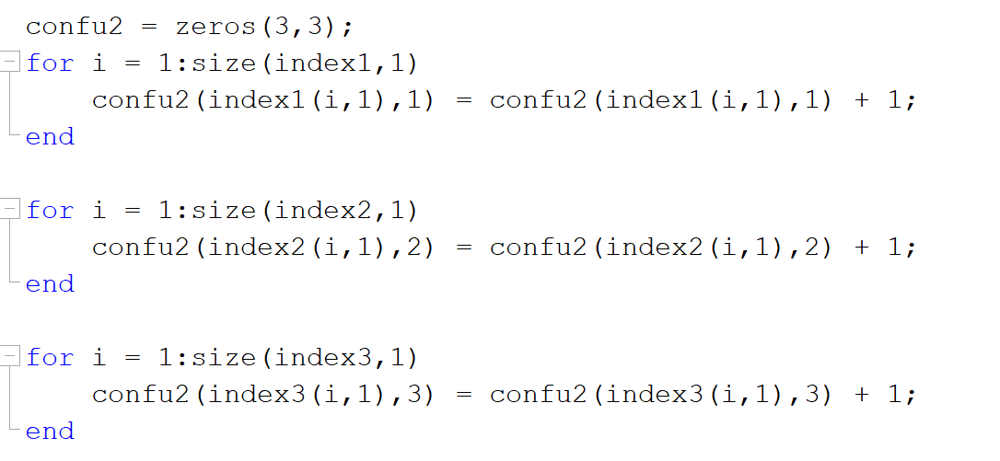 confu2 = zeros(3,3);
for i = 1:size(index1,1)
    confu2(index1(i,1),1) = confu2(index1(i,1),1) + 1;
end

for i = 1:size(index2,1)
    confu2(index2(i,1),2) = confu2(index2(i,1),2) + 1;
end

for i = 1:size(index3,1)
    confu2(index3(i,1),3) = confu2(index3(i,1),3) + 1;
end